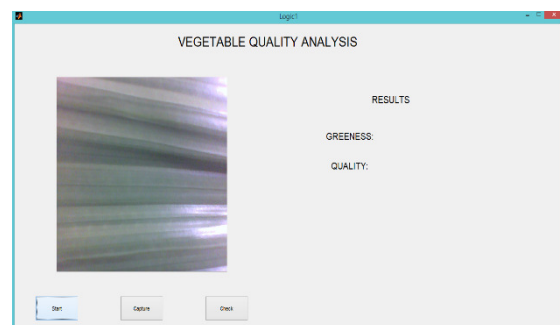 Logic1
VEGETABLE QUALITY ANALYSIS
RESULTS
GREENESS:
QUALITY:
Start
Capture
Check